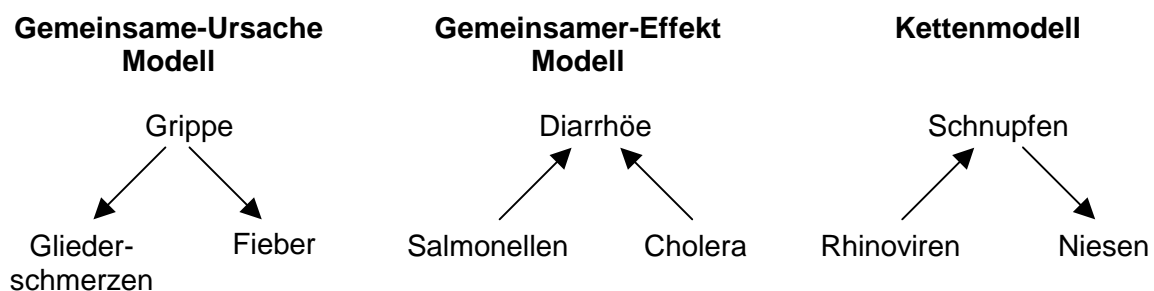 Gemeinsame-Ursache
Modell
Gemeinsamer-Effekt
Modell
Kettenmodell
Grippe
Diarrhöe
Schnupfen
Glieder-
schmerzen
Fieber
Salmonellen
Cholera
Rhinoviren
Niesen